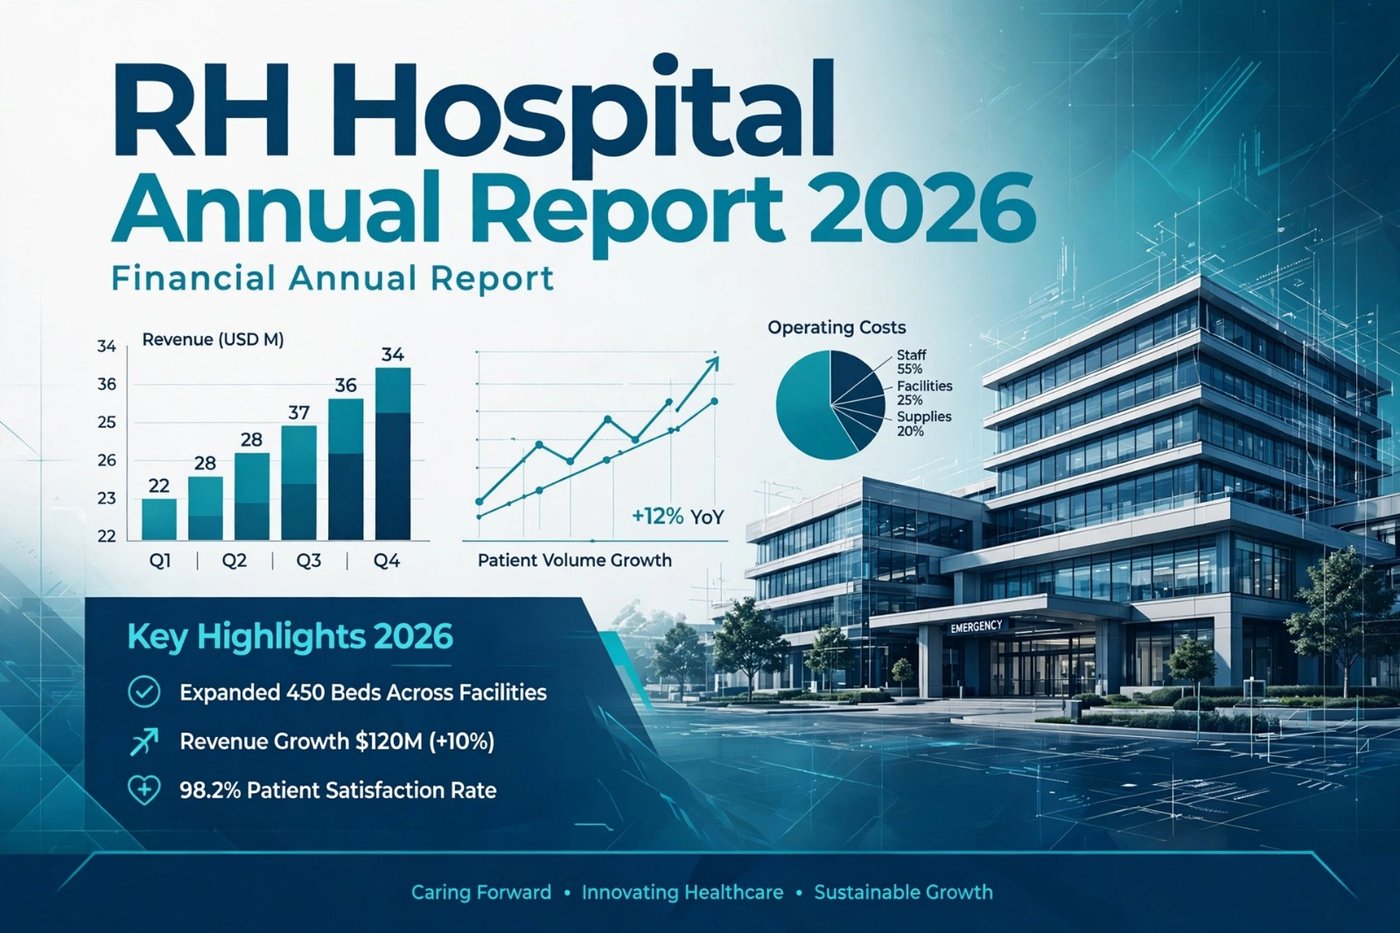 RH Hospital
Annual Report 2026
Financial Annual Report
Revenue (USD M)
34
36
25
26
23
22
22
28
28
37
36
34
Q1 | Q2 | Q3 | Q4
+12% YoY
Patient Volume Growth
Operating Costs
Staff
55%
Facilities
25%
Supplies
20%
EMERGENCY
Key Highlights 2026
Expanded 450 Beds Across Facilities
Revenue Growth $120M (+10%)
98.2% Patient Satisfaction Rate
Caring Forward • Innovating Healthcare • Sustainable Growth